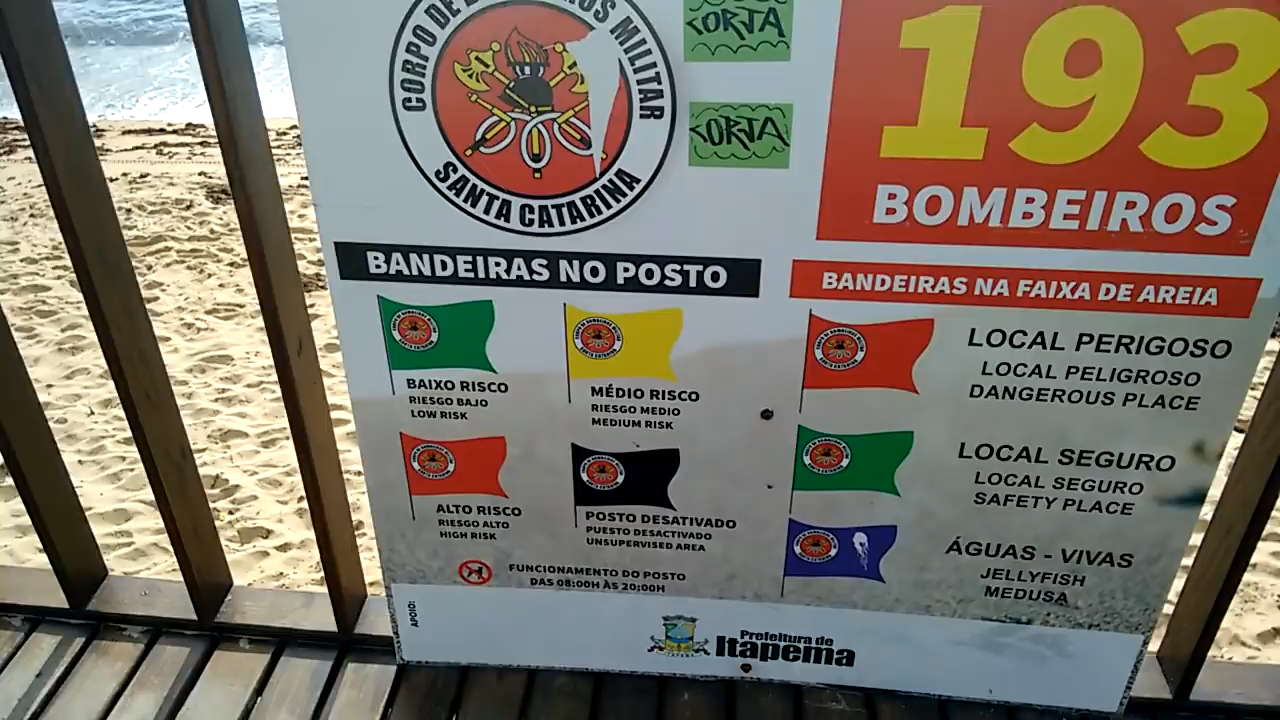 CORPO DE BOMBEIROS MILITAR
SANTA CATARINA
CORTA
CORTA
193
BOMBEIROS
BANDEIRAS NO POSTO
BAIXO RISCO
RIESGO BAJO
LOW RISK
MÉDIO RISCO
RIESGO MEDIO
MEDIUM RISK
ALTO RISCO
RIESGO ALTO
HIGH RISK
POSTO DESATIVADO
PUESTO DESACTIVADO
UNSUPERVISED AREA
FUNCIONAMENTO DO POSTO
DAS 08:00H ÀS 20:00H
BANDEIRAS NA FAIXA DE AREIA
LOCAL PERIGOSO
LOCAL PELIGROSO
DANGEROUS PLACE
LOCAL SEGURO
LOCAL SEGURO
SAFETY PLACE
ÁGUAS - VIVAS
JELLYFISH
MEDUSA
APOIO:
Prefeitura de
Itapema